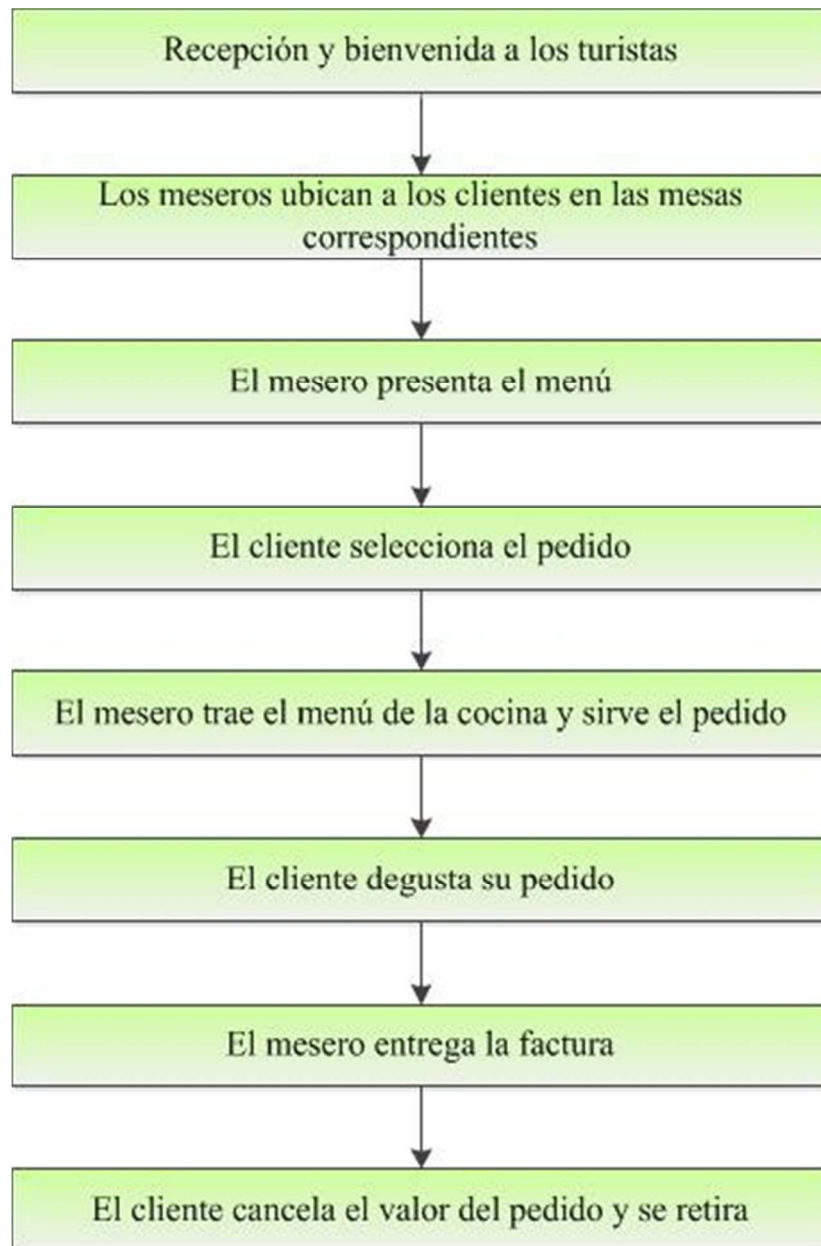 Recepción y bienvenida a los turistas
Los meseros ubican a los clientes en las mesas
correspondientes
El mesero presenta el menú
El cliente selecciona el pedido
El mesero trae el menú de la cocina y sirve el pedido
El cliente degusta su pedido
El mesero entrega la factura
El cliente cancela el valor del pedido y se retira